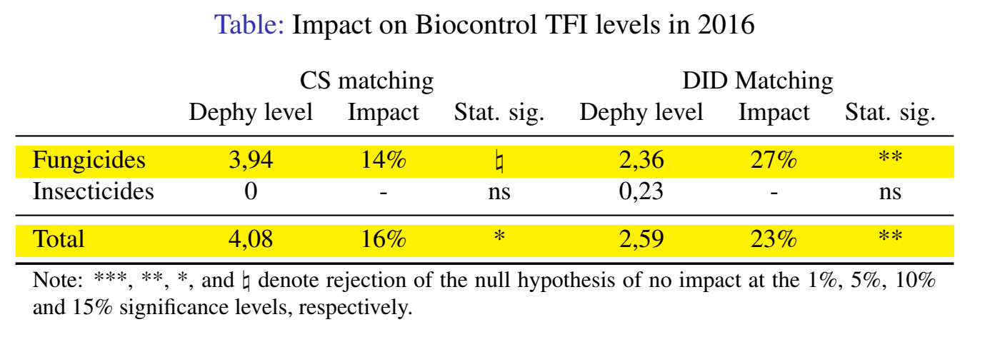 Table: Impact on Biocontrol TFI levels in 2016
CS matching DID Matching
Dephy level Impact Stat. sig. Dephy level Impact Stat. sig.
Fungicides 3,94 14% ♮ 2,36 27% **
Insecticides 0 - ns 0,23 - ns
Total 4,08 16% * 2,59 23% **
Note: ***, **, *, and ♮ denote rejection of the null hypothesis of no impact at the 1%, 5%, 10%
and 15% significance levels, respectively.